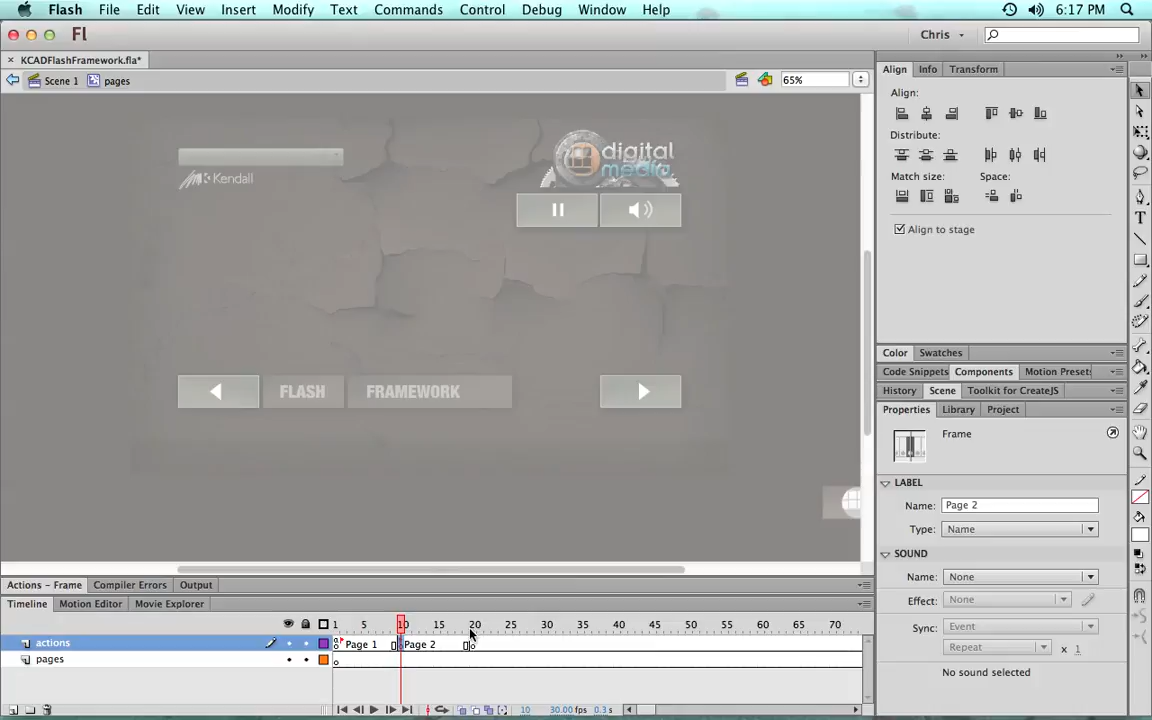 Flash File Edit View Insert Modify Text Commands Control Debug Window Help 6:17 PM
Fl Chris
KCADFlashFramework.fla*
Scene 1 pages 65%
Align Info Transform
Align:
Distribute:
Match size: Space:
Align to stage
digital
media
Kendall
FLASH FRAMEWORK
Color Swatches
Code Snippets Components Motion Presets
History Scene Toolkit for CreateJS
Properties Library Project
Frame
LABEL
Name: Page 2
Type: Name
SOUND
Name: None
Effect: None
Sync: Event
Repeat x 1
No sound selected
Actions - Frame Compiler Errors Output
Timeline Motion Editor Movie Explorer
1 5 10 15 20 25 30 35 40 45 50 55 60 65 70
actions Page 1 Page 2
pages
10 30.00 fps 0.3 s